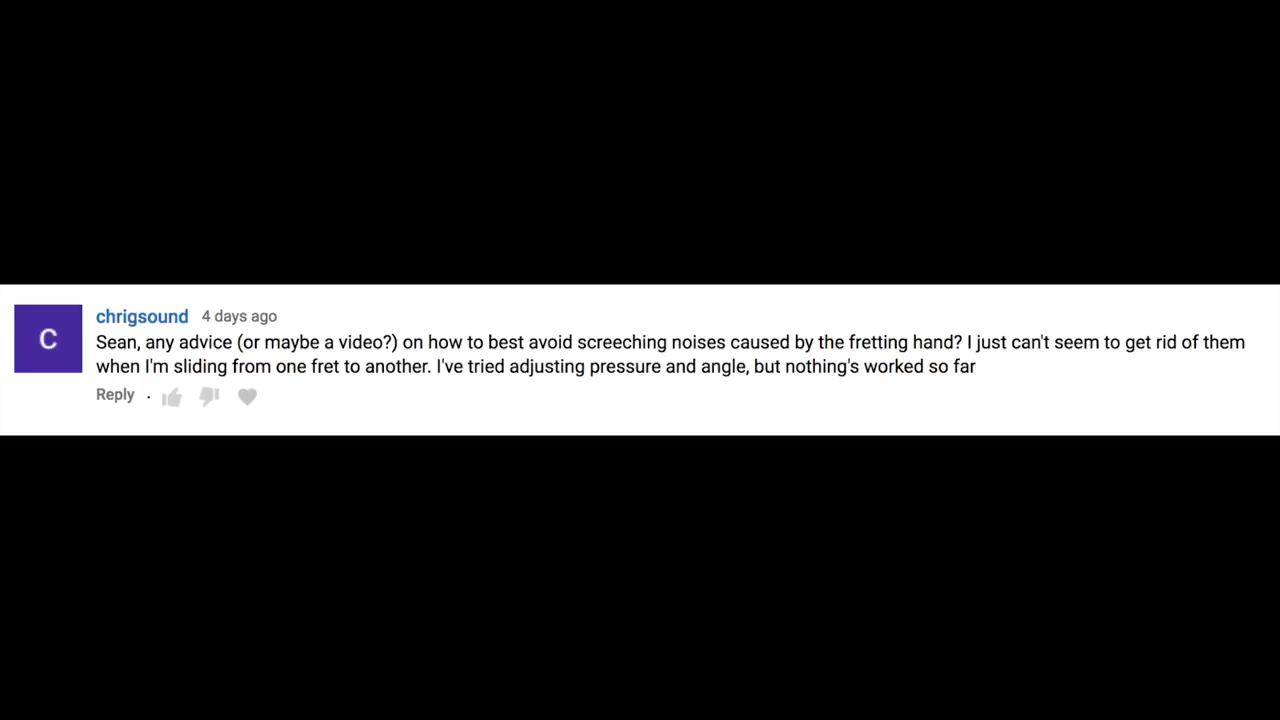 C
chrigsound 4 days ago
Sean, any advice (or maybe a video?) on how to best avoid screeching noises caused by the fretting hand? I just can't seem to get rid of them
when I'm sliding from one fret to another. I've tried adjusting pressure and angle, but nothing's worked so far
Reply ·